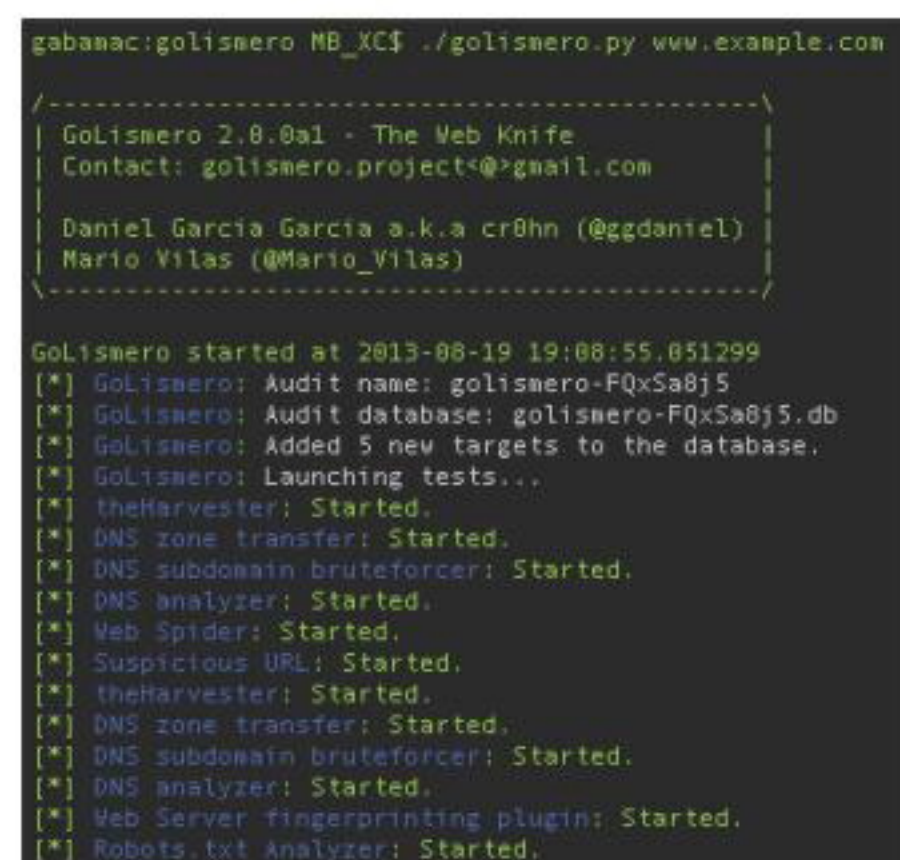 gabamac:golismero MB_XC$ ./golismero.py www.example.com
/----------------------------------------------\
| GoLismero 2.0.0a1 - The Web Knife |
| Contact: golismero.project<@>gmail.com |
| |
| Daniel Garcia Garcia a.k.a cr0hn (@ggdaniel) |
| Mario Vilas (@Mario_Vilas) |
\----------------------------------------------/
GoLismero started at 2013-08-19 19:08:55.051299
[*] GoLismero: Audit name: golismero-FQxSa8j5
[*] GoLismero: Audit database: golismero-FQxSa8j5.db
[*] GoLismero: Added 5 new targets to the database.
[*] GoLismero: Launching tests...
[*] theHarvester: Started.
[*] DNS zone transfer: Started.
[*] DNS subdomain bruteforcer: Started.
[*] DNS analyzer: Started.
[*] Web Spider: Started.
[*] Suspicious URL: Started.
[*] theHarvester: Started.
[*] DNS zone transfer: Started.
[*] DNS subdomain bruteforcer: Started.
[*] DNS analyzer: Started.
[*] Web Server fingerprinting plugin: Started.
[*] Robots.txt Analyzer: Started.